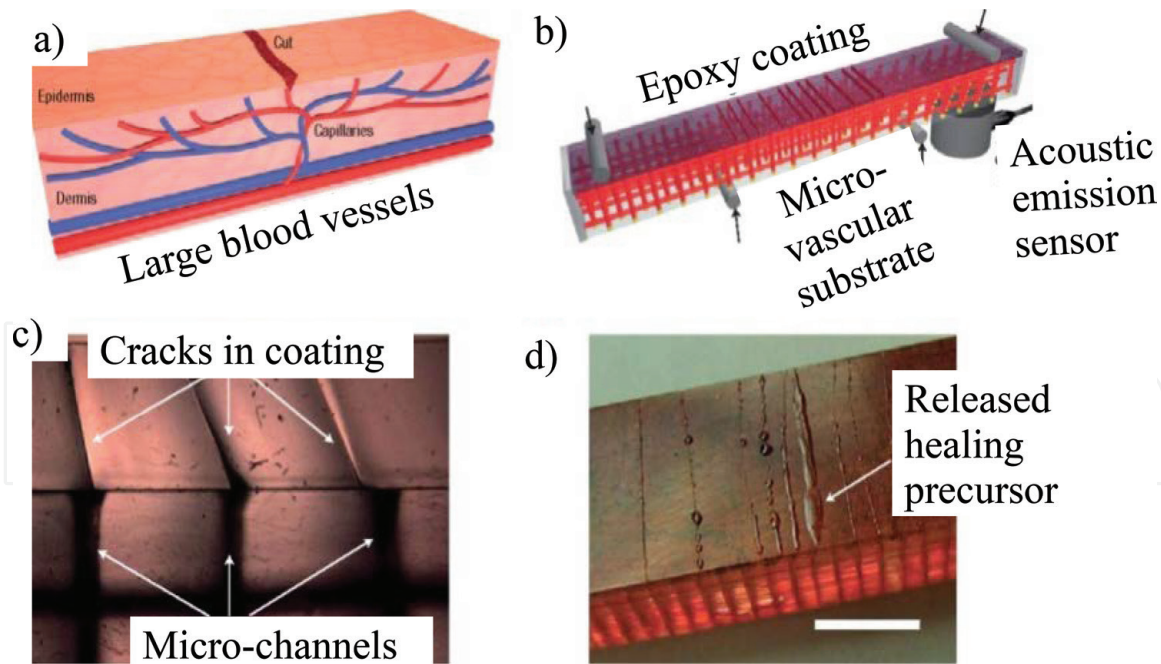 a)
Cut
Epidermis
Capillaries
Dermis
Large blood vessels
b)
Epoxy coating
Micro-
vascular
substrate
Acoustic
emission
sensor
c)
Cracks in coating
Micro-channels
d)
Released
healing
precursor